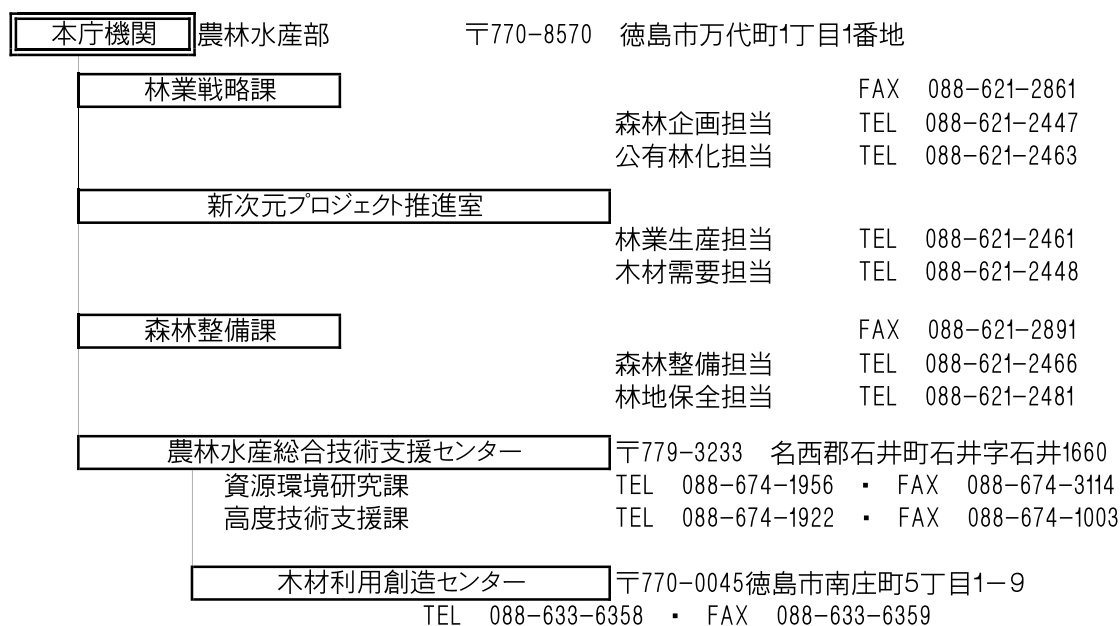 本庁機関 農林水産部 〒770-8570 徳島市万代町1丁目1番地
林業戦略課 FAX 088-621-2861
森林企画担当 TEL 088-621-2447
公有林化担当 TEL 088-621-2463
新次元プロジェクト推進室
林業生産担当 TEL 088-621-2461
木材需要担当 TEL 088-621-2448
森林整備課 FAX 088-621-2891
森林整備担当 TEL 088-621-2466
林地保全担当 TEL 088-621-2481
農林水産総合技術支援センター 〒779-3233 名西郡石井町石井字石井1660
資源環境研究課 TEL 088-674-1956 ・ FAX 088-674-3114
高度技術支援課 TEL 088-674-1922 ・ FAX 088-674-1003
木材利用創造センター 〒770-0045徳島市南庄町5丁目1-9
TEL 088-633-6358 ・ FAX 088-633-6359